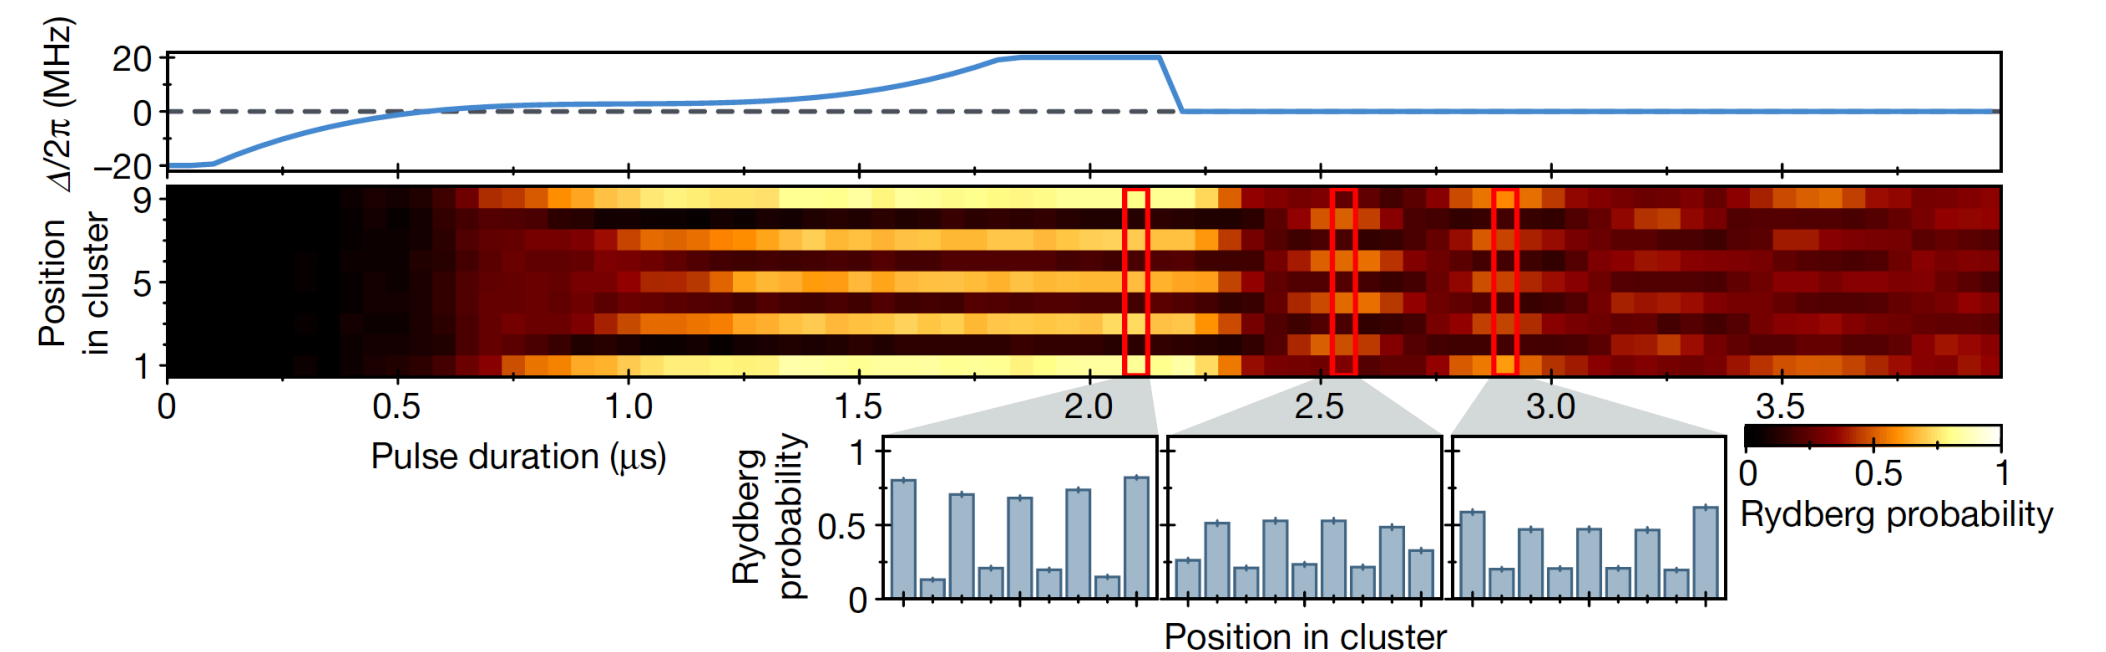 Δ/2π (MHz)
20
0
−20
Position
in cluster
9
5
1
0 0.5 1.0 1.5 2.0 2.5 3.0 3.5
Pulse duration (μs)
Rydberg
probability
1
0.5
0
Position in cluster
0 0.5 1
Rydberg probability